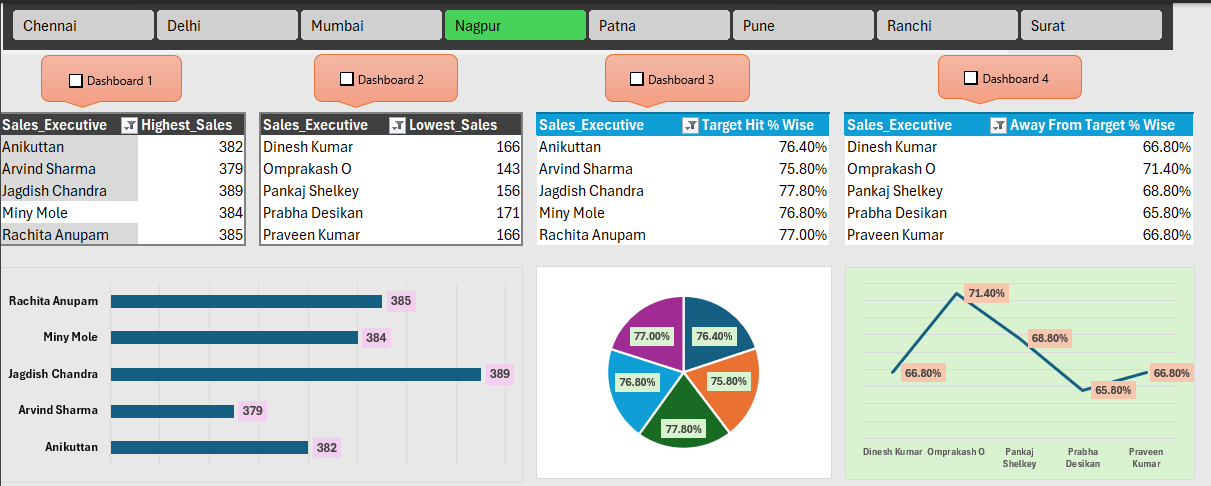 Chennai Delhi Mumbai Nagpur Patna Pune Ranchi Surat
Dashboard 1 Dashboard 2 Dashboard 3 Dashboard 4
Sales_Executive Highest_Sales
Anikuttan 382
Arvind Sharma 379
Jagdish Chandra 389
Miny Mole 384
Rachita Anupam 385
Sales_Executive Lowest_Sales
Dinesh Kumar 166
Omprakash O 143
Pankaj Shelkey 156
Prabha Desikan 171
Praveen Kumar 166
Sales_Executive Target Hit % Wise
Anikuttan 76.40%
Arvind Sharma 75.80%
Jagdish Chandra 77.80%
Miny Mole 76.80%
Rachita Anupam 77.00%
Sales_Executive Away From Target % Wise
Dinesh Kumar 66.80%
Omprakash O 71.40%
Pankaj Shelkey 68.80%
Prabha Desikan 65.80%
Praveen Kumar 66.80%
Rachita Anupam 385
Miny Mole 384
Jagdish Chandra 389
Arvind Sharma 379
Anikuttan 382
77.00% 76.40%
76.80% 75.80%
77.80%
71.40%
68.80%
66.80% 66.80%
65.80%
Dinesh Kumar Omprakash O Pankaj Prabha Praveen
Shelkey Desikan Kumar